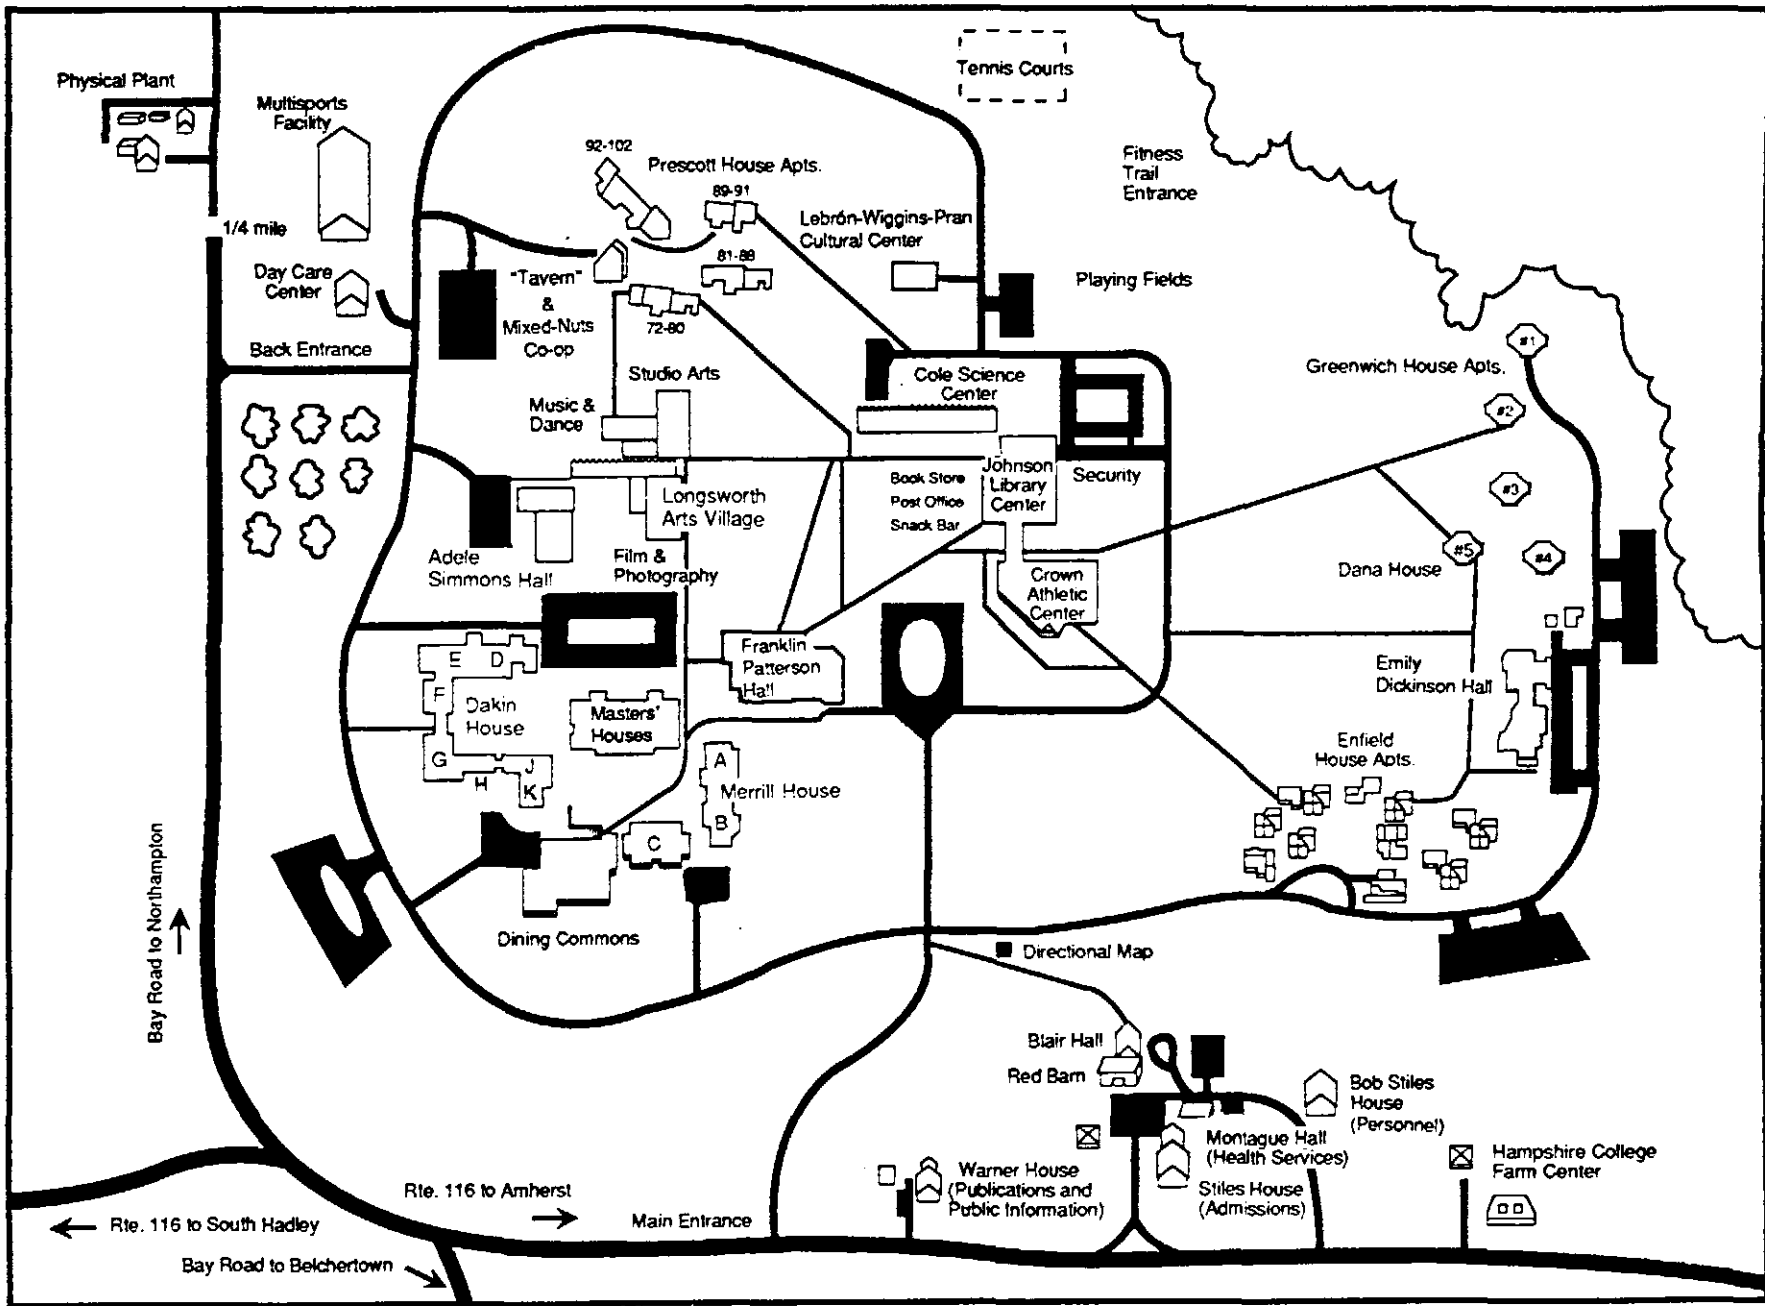 Physical Plant
Multisports
Facility
1/4 mile
Day Care
Center
Back Entrance
Tennis Courts
Fitness
Trail
Entrance
92-102
Prescott House Apts.
89-91
81-88
72-80
Lebrón-Wiggins-Pran
Cultural Center
"Tavern"
&
Mixed-Nuts
Co-op
Playing Fields
Greenwich House Apts.
#1
#2
#3
#4
#5
Studio Arts
Music &
Dance
Cole Science
Center
Johnson
Library
Center
Book Store
Post Office
Snack Bar
Security
Longsworth
Arts Village
Adele
Simmons Hall
Film &
Photography
Crown
Athletic
Center
Dana House
Franklin
Patterson
Hall
Emily
Dickinson Hall
E
D
F
Dakin
House
G
H
J
K
Masters'
Houses
A
Merrill House
B
C
Enfield
House Apts.
Dining Commons
Directional Map
Bay Road to Northampton
Blair Hall
Red Barn
Bob Stiles
House
(Personnel)
Montague Hall
(Health Services)
Stiles House
(Admissions)
Hampshire College
Farm Center
Warner House
(Publications and
Public Information)
Rte. 116 to Amherst
Main Entrance
Rte. 116 to South Hadley
Bay Road to Belchertown